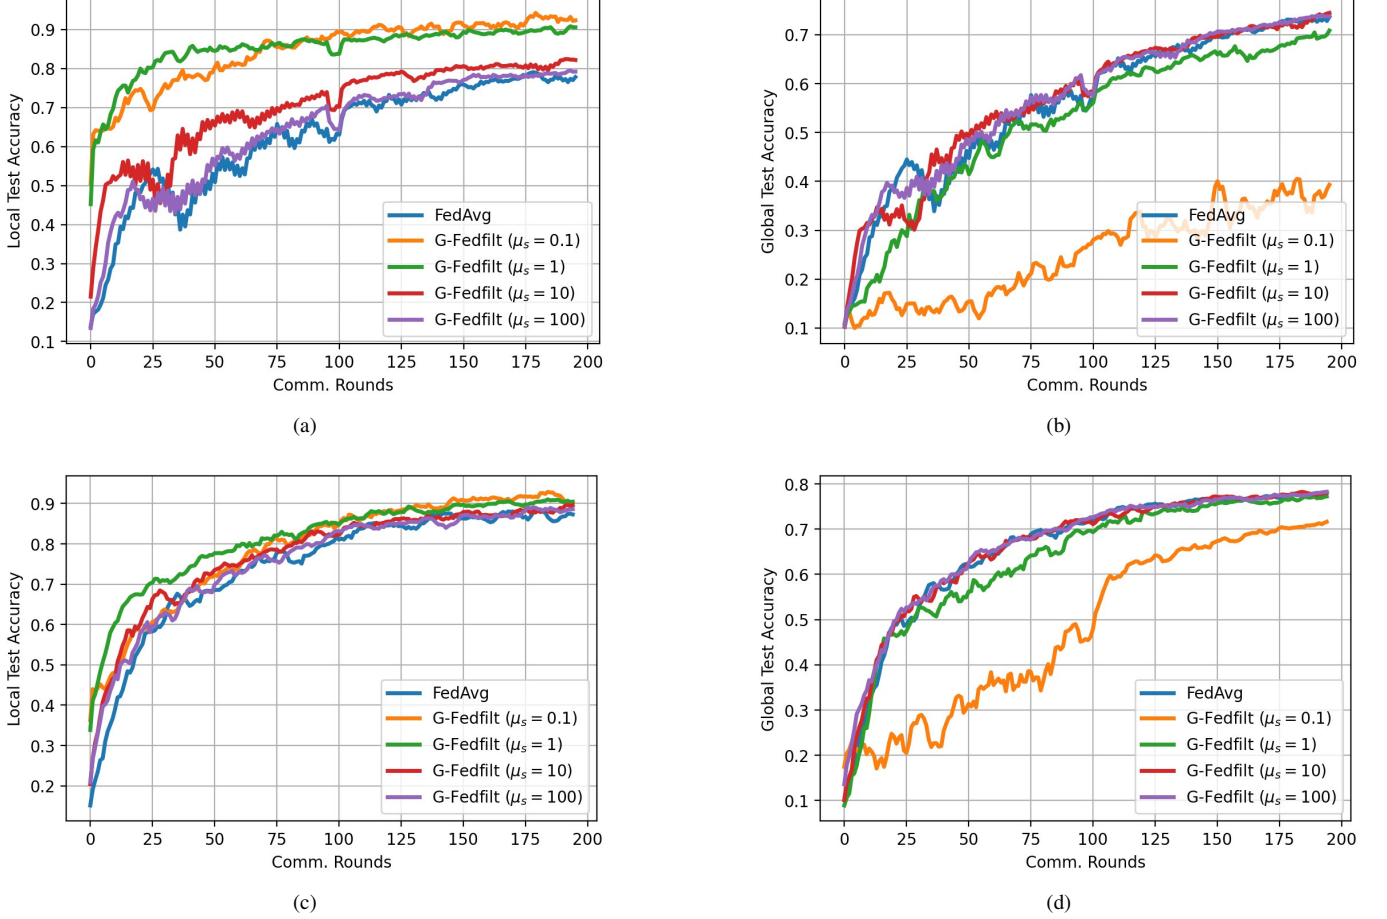 Local Test Accuracy
0.9
0.8
0.7
0.6
0.5
0.4
0.3
0.2
0.1
0 25 50 75 100 125 150 175 200
Comm. Rounds
FedAvg
G-Fedfilt (μs = 0.1)
G-Fedfilt (μs = 1)
G-Fedfilt (μs = 10)
G-Fedfilt (μs = 100)
(a)
Global Test Accuracy
0.7
0.6
0.5
0.4
0.3
0.2
0.1
0 25 50 75 100 125 150 175 200
Comm. Rounds
FedAvg
G-Fedfilt (μs = 0.1)
G-Fedfilt (μs = 1)
G-Fedfilt (μs = 10)
G-Fedfilt (μs = 100)
(b)
Local Test Accuracy
0.9
0.8
0.7
0.6
0.5
0.4
0.3
0.2
0 25 50 75 100 125 150 175 200
Comm. Rounds
FedAvg
G-Fedfilt (μs = 0.1)
G-Fedfilt (μs = 1)
G-Fedfilt (μs = 10)
G-Fedfilt (μs = 100)
(c)
Global Test Accuracy
0.8
0.7
0.6
0.5
0.4
0.3
0.2
0.1
0 25 50 75 100 125 150 175 200
Comm. Rounds
FedAvg
G-Fedfilt (μs = 0.1)
G-Fedfilt (μs = 1)
G-Fedfilt (μs = 10)
G-Fedfilt (μs = 100)
(d)